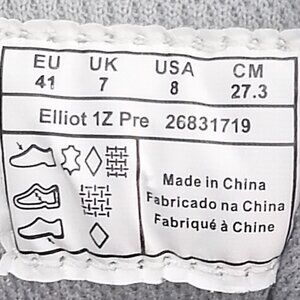 EU UK USA CM
41 7 8 27.3
Elliot 1Z Pre 26831719
Made in China
Fabricado na China
Fabriqué à Chine